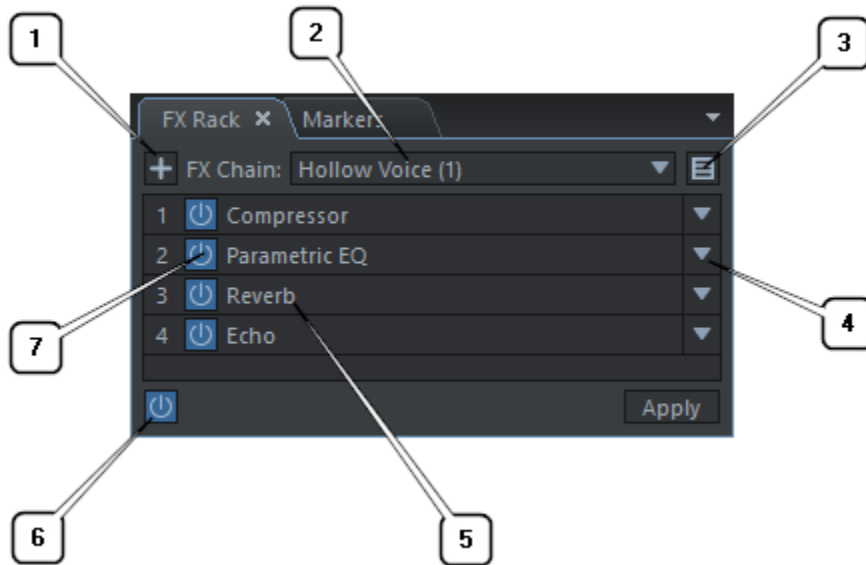 1
2
3
FX Rack
Markers
FX Chain: Hollow Voice (1)
1 Compressor
2 Parametric EQ
3 Reverb
4 Echo
Apply
4
7
6
5